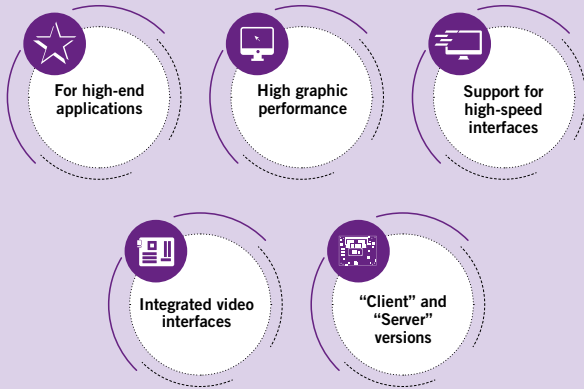 For high-end
applications
High graphic
performance
Support for
high-speed
interfaces
Integrated video
interfaces
“Client” and
“Server”
versions